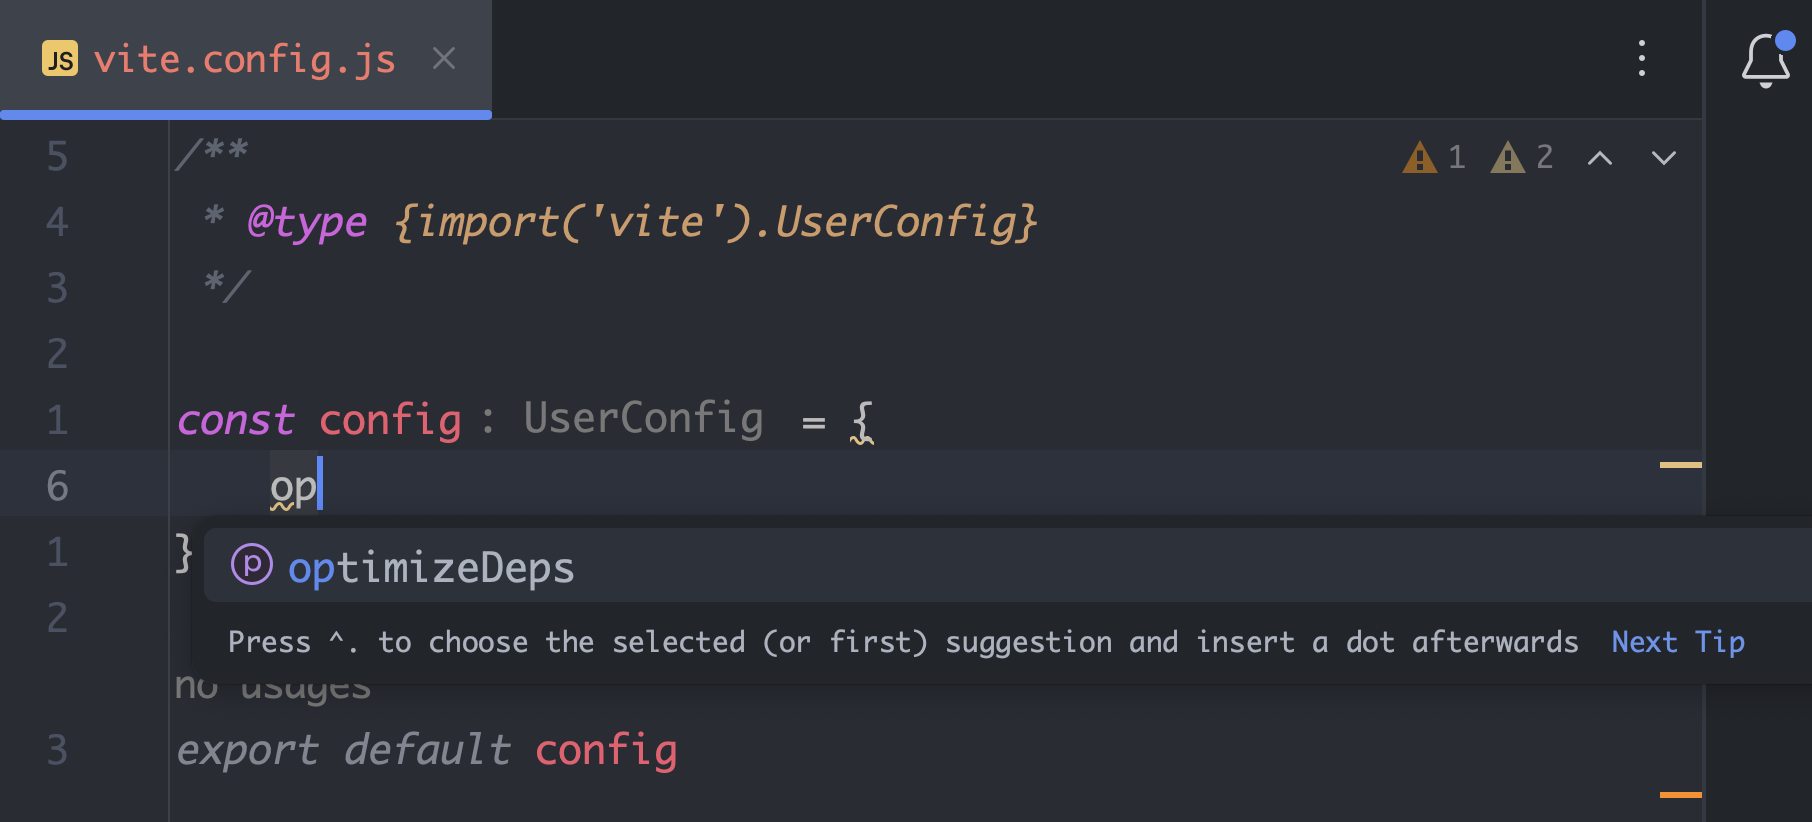 JS vite.config.js
5 /**
1 2
4 * @type {import('vite').UserConfig}
3 */
2
1 const config : UserConfig = {
6 op
1 }
optimizeDeps
2
Press ^. to choose the selected (or first) suggestion and insert a dot afterwards Next Tip
no usages
3 export default config